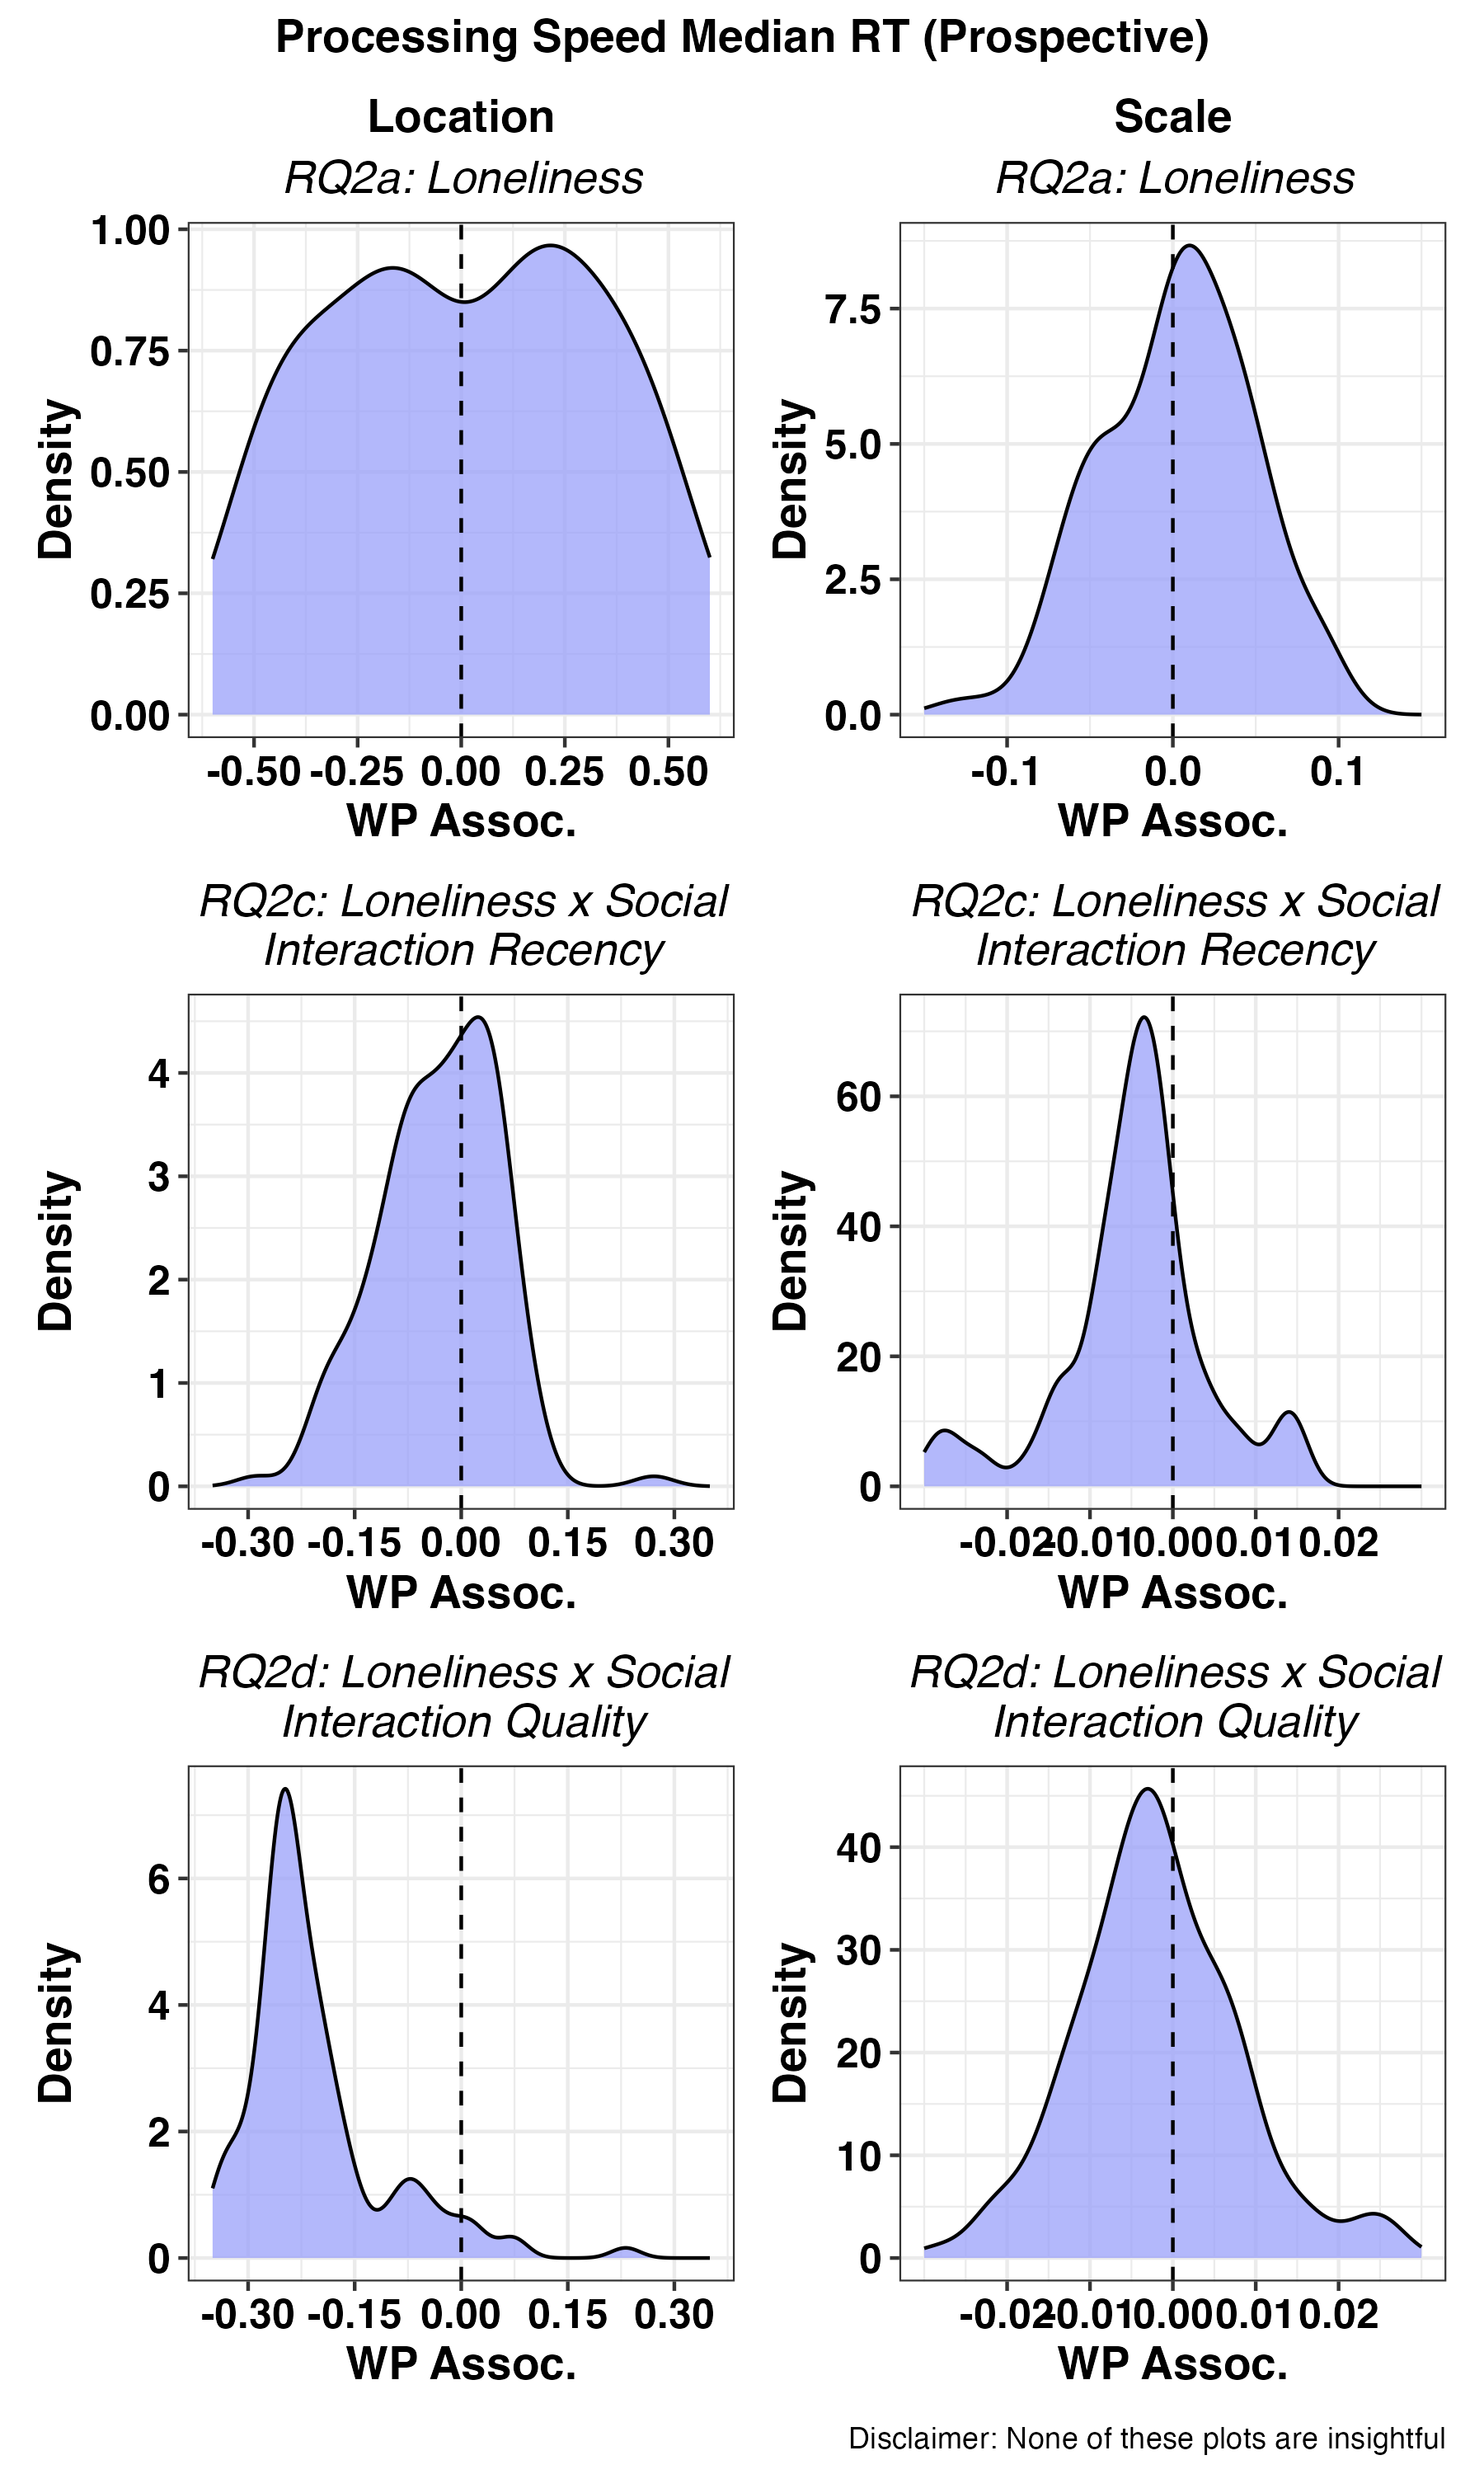 Processing Speed Median RT (Prospective)
Location
Scale
RQ2a: Loneliness
RQ2a: Loneliness
Density
1.00
0.75
0.50
0.25
0.00
-0.50 -0.25 0.00 0.25 0.50
WP Assoc.
Density
7.5
5.0
2.5
0.0
-0.1 0.0 0.1
WP Assoc.
RQ2c: Loneliness x Social
Interaction Recency
RQ2c: Loneliness x Social
Interaction Recency
Density
4
3
2
1
0
-0.30 -0.15 0.00 0.15 0.30
WP Assoc.
Density
60
40
20
0
-0.02 -0.01 0.00 0.01 0.02
WP Assoc.
RQ2d: Loneliness x Social
Interaction Quality
RQ2d: Loneliness x Social
Interaction Quality
Density
6
4
2
0
-0.30 -0.15 0.00 0.15 0.30
WP Assoc.
Density
40
30
20
10
0
-0.02 -0.01 0.00 0.01 0.02
WP Assoc.
Disclaimer: None of these plots are insightful